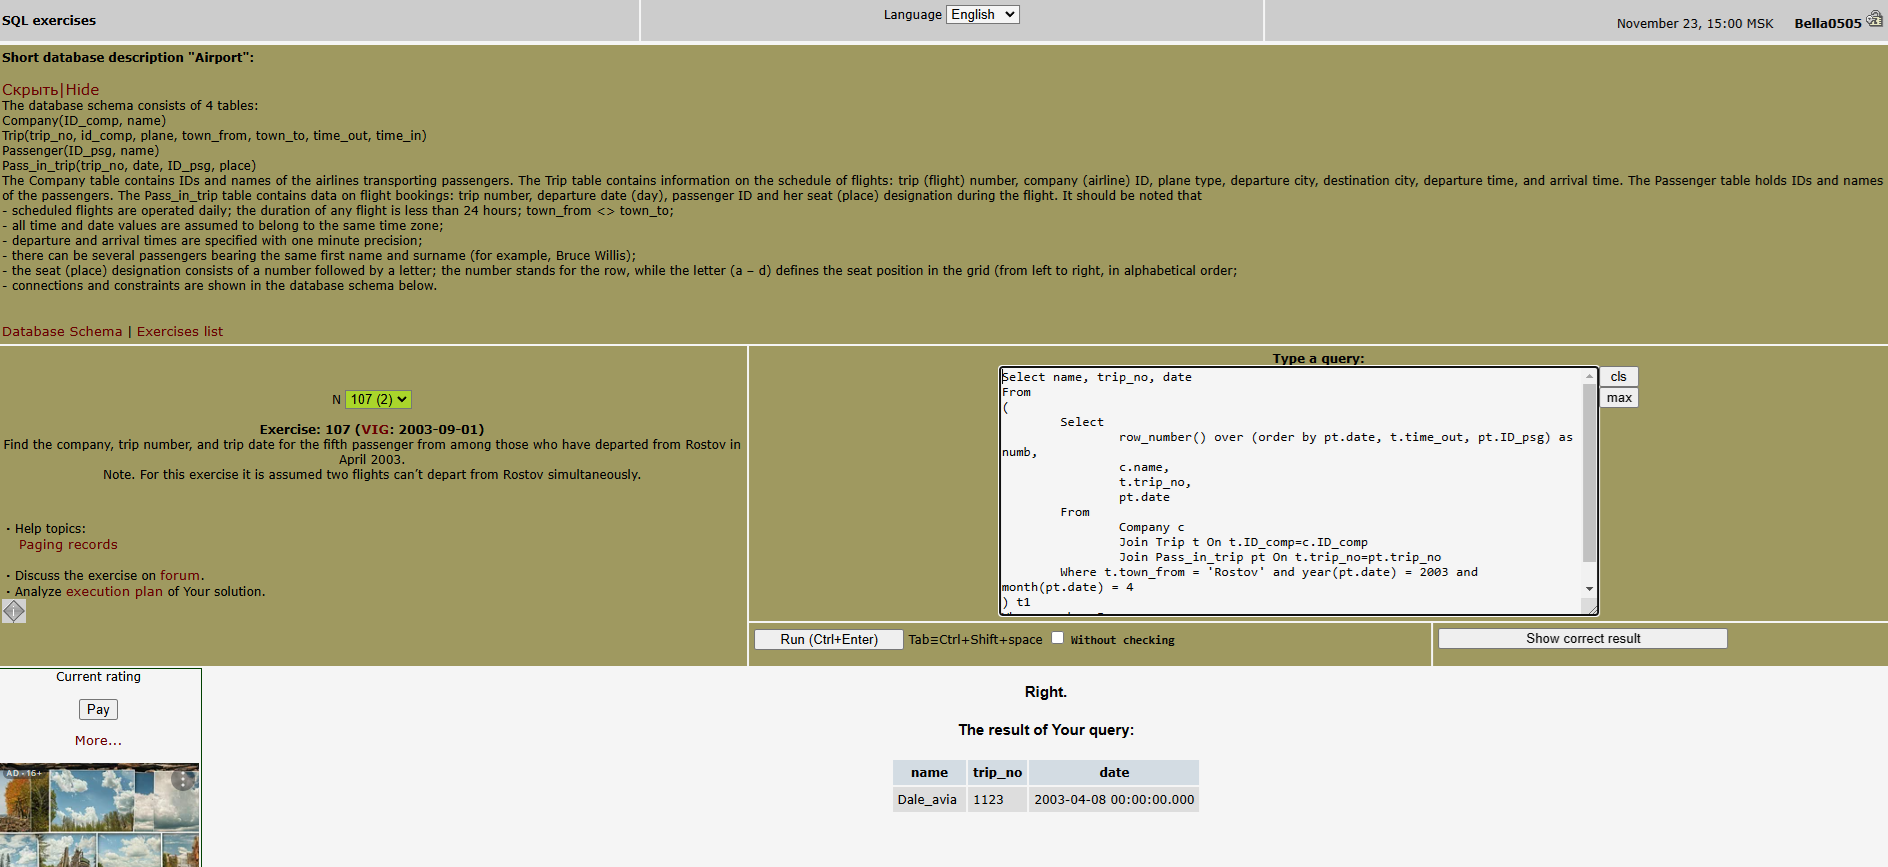 SQL exercises
Language English
November 23, 15:00 MSK Bella0505
Short database description "Airport":
Скрыть|Hide
The database schema consists of 4 tables:
Company(ID_comp, name)
Trip(trip_no, id_comp, plane, town_from, town_to, time_out, time_in)
Passenger(ID_psg, name)
Pass_in_trip(trip_no, date, ID_psg, place)
The Company table contains IDs and names of the airlines transporting passengers. The Trip table contains information on the schedule of flights: trip (flight) number, company (airline) ID, plane type, departure city, destination city, departure time, and arrival time. The Passenger table holds IDs and names
of the passengers. The Pass_in_trip table contains data on flight bookings: trip number, departure date (day), passenger ID and her seat (place) designation during the flight. It should be noted that
- scheduled flights are operated daily; the duration of any flight is less than 24 hours; town_from <> town_to;
- all time and date values are assumed to belong to the same time zone;
- departure and arrival times are specified with one minute precision;
- there can be several passengers bearing the same first name and surname (for example, Bruce Willis);
- the seat (place) designation consists of a number followed by a letter; the number stands for the row, while the letter (a – d) defines the seat position in the grid (from left to right, in alphabetical order;
- connections and constraints are shown in the database schema below.
Database Schema | Exercises list
N 107 (2)
Exercise: 107 (VIG: 2003-09-01)
Find the company, trip number, and trip date for the fifth passenger from among those who have departed from Rostov in
April 2003.
Note. For this exercise it is assumed two flights can’t depart from Rostov simultaneously.
· Help topics:
Paging records
· Discuss the exercise on forum.
· Analyze execution plan of Your solution.
Type a query:
Select name, trip_no, date
From
(
Select
row_number() over (order by pt.date, t.time_out, pt.ID_psg) as
numb,
c.name,
t.trip_no,
pt.date
From
Company c
Join Trip t On t.ID_comp=c.ID_comp
Join Pass_in_trip pt On t.trip_no=pt.trip_no
Where t.town_from = 'Rostov' and year(pt.date) = 2003 and
month(pt.date) = 4
) t1
cls
max
Run (Ctrl+Enter) Tab≡Ctrl+Shift+space Without checking
Show correct result
Current rating
Pay
More...
AD · 16+
Right.
The result of Your query:
name trip_no date
Dale_avia 1123 2003-04-08 00:00:00.000